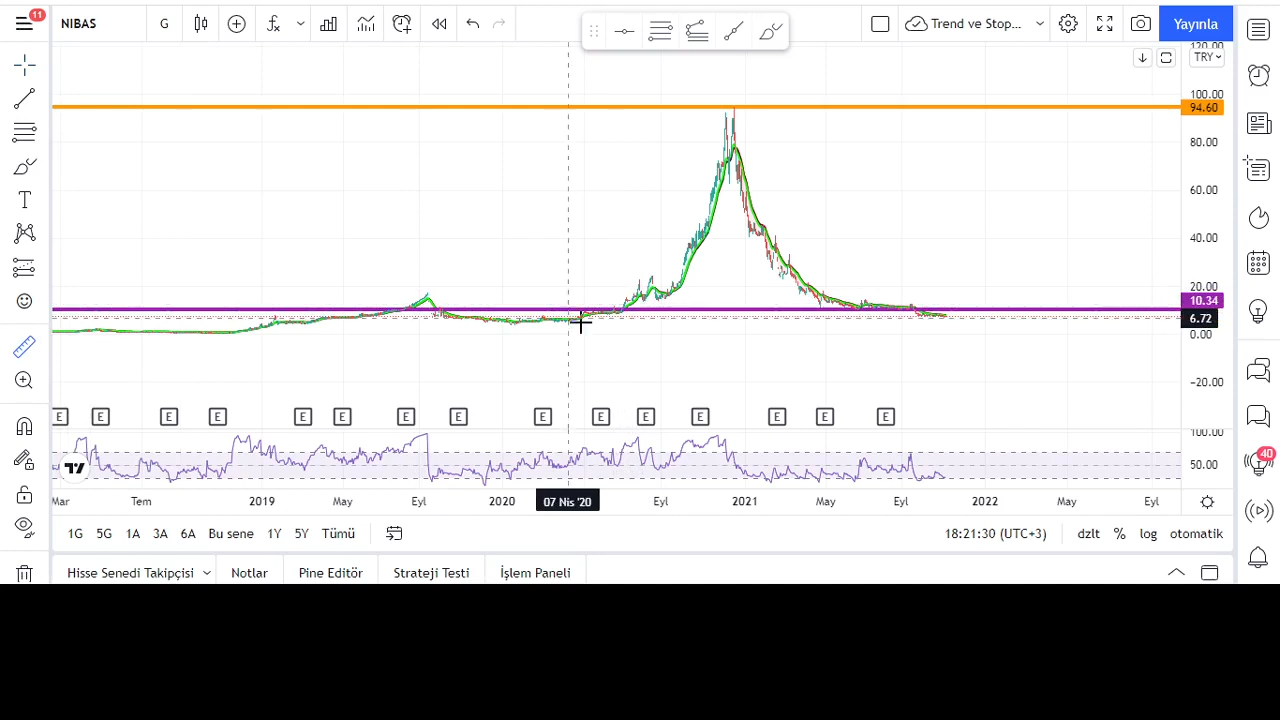 11
NIBAS
G
Trend ve Stop...
Yayınla
TRY
120.00
100.00
94.60
80.00
60.00
40.00
20.00
10.34
6.72
0.00
−20.00
E E E E E E E E E E E E E E E
100.00
50.00
40
Mar Tem 2019 May Eyl 2020 07 Nis '20 Eyl 2021 May Eyl 2022 May Eyl
1G 5G 1A 3A 6A Bu sene 1Y 5Y Tümü
18:21:30 (UTC+3) dzlt % log otomatik
Hisse Senedi Takipçisi Notlar Pine Editör Strateji Testi İşlem Paneli